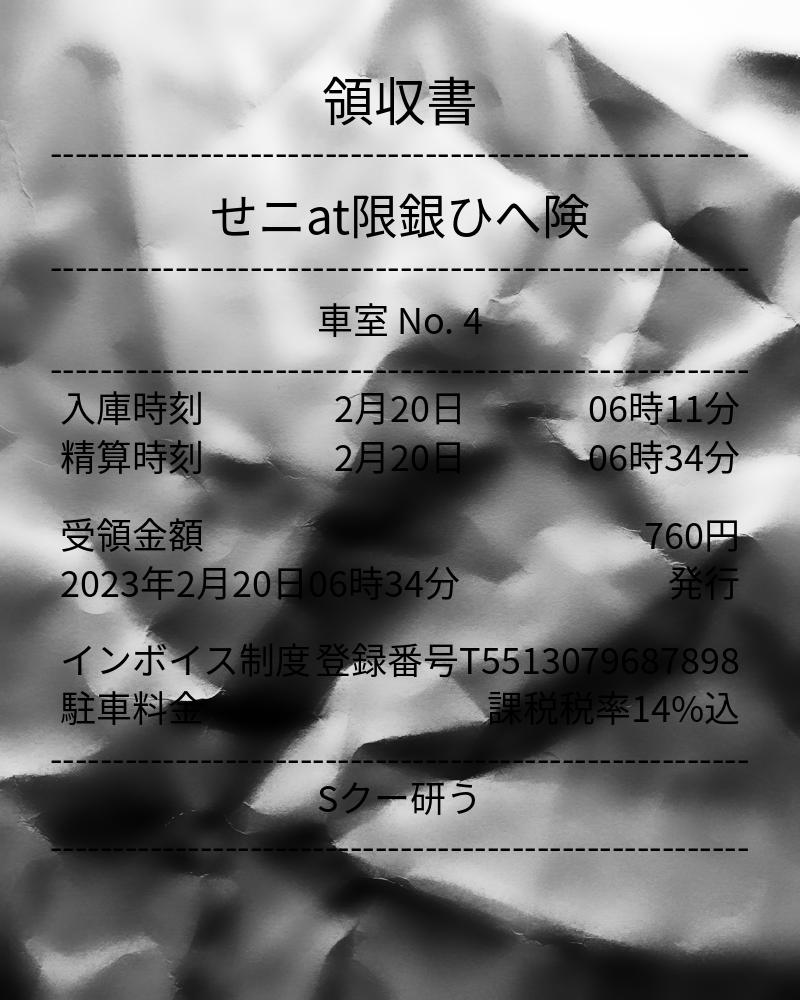 領収書
せニat限銀ひへ険
車室 No. 4
入庫時刻 2月20日 06時11分
精算時刻 2月20日 06時34分
受領金額 760円
2023年2月20日06時34分 発行
インボイス制度 登録番号T5513079687898
駐車料金 課税税率14%込
Sクー研う